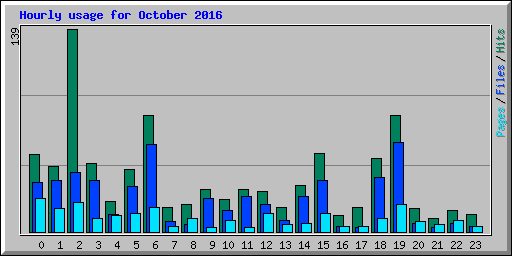 Hourly usage for October 2016
139
Pages / Files / Hits
0 1 2 3 4 5 6 7 8 9 10 11 12 13 14 15 16 17 18 19 20 21 22 23